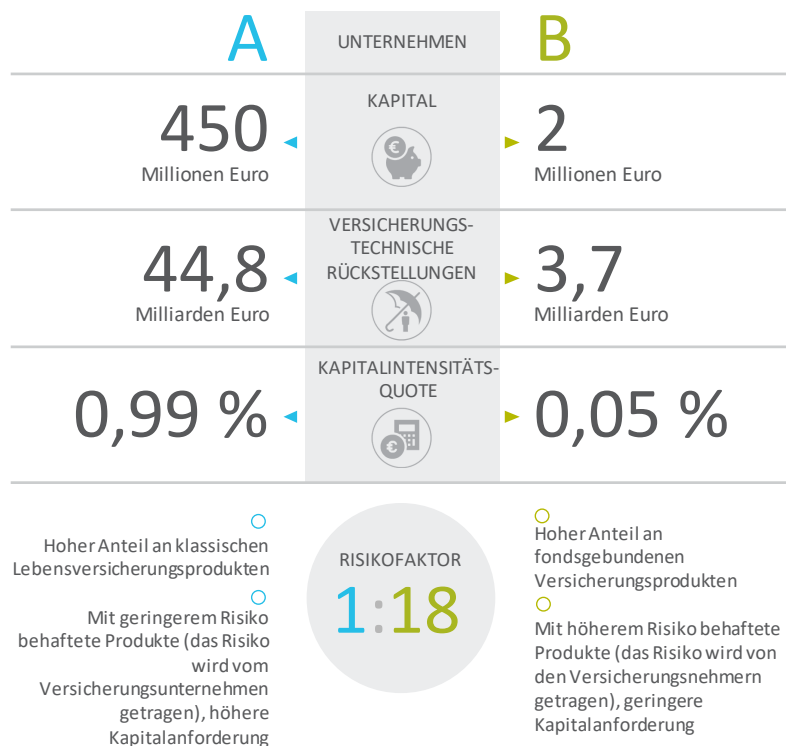 A
UNTERNEHMEN
B
KAPITAL
450
Millionen Euro
2
Millionen Euro
VERSICHERUNGS-
TECHNISCHE
RÜCKSTELLUNGEN
44,8
Milliarden Euro
3,7
Milliarden Euro
KAPITALINTENSITÄTS-
QUOTE
0,99 %
0,05 %
Hoher Anteil an klassischen
Lebensversicherungsprodukten
Mit geringerem Risiko
behaftete Produkte (das Risiko
wird vom
Versicherungsunternehmen
getragen), höhere
Kapitalanforderung
RISIKOFAKTOR
1:18
Hoher Anteil an
fondsgebundenen
Versicherungsprodukten
Mit höherem Risiko behaftete
Produkte (das Risiko wird von
den Versicherungsnehmern
getragen), geringere
Kapitalanforderung